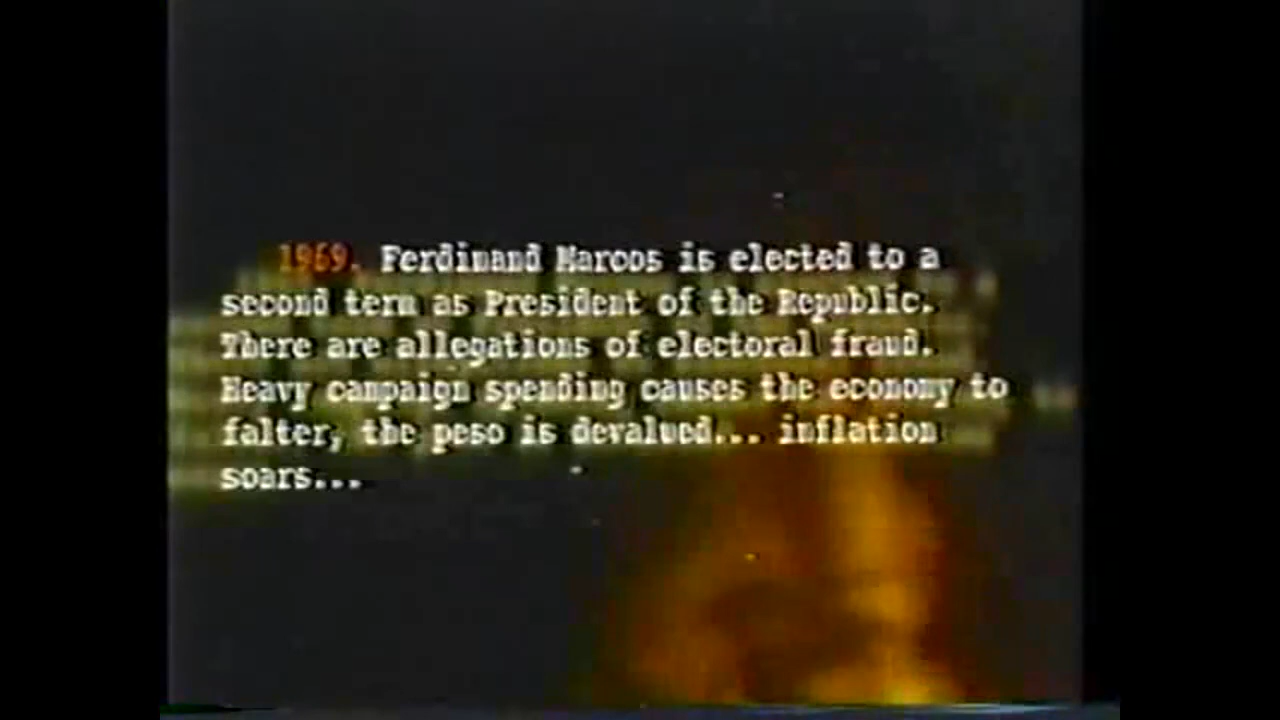 1969. Ferdinand Marcos is elected to a
second term as President of the Republic.
There are allegations of electoral fraud.
Heavy campaign spending causes the economy to
falter, the peso is devalued... inflation
soars...